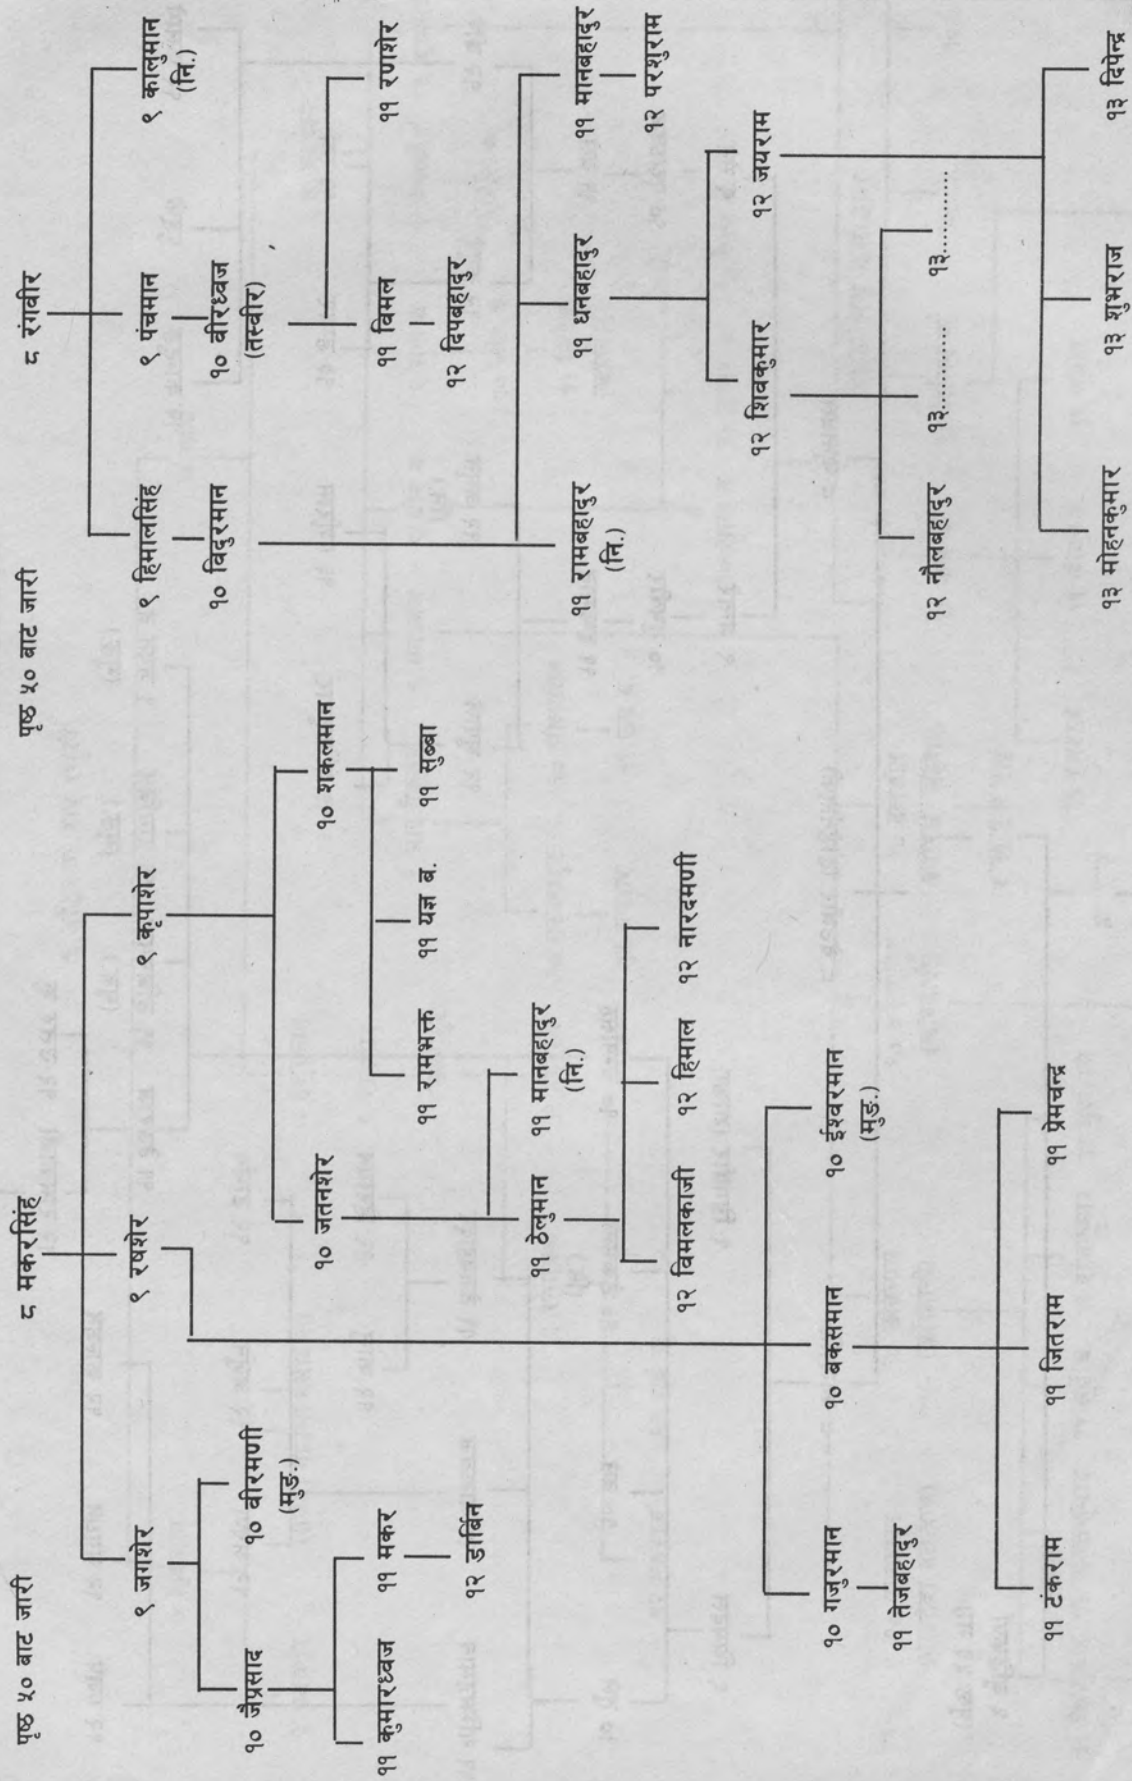 पृष्ठ ५० बाट जारी
८ मकरसिंह
९ जगशेर
९ रषशेर
९ कृपाशेर
१० जैप्रसाद
१० वीरमणी
(मुङ.)
१० जतनशेर
१० शकलमान
११ कुमारध्वज
११ मकर
११ रामभक्त
११ यज्ञ ब.
११ सुब्बा
१२ डार्बिन
११ ठेलुमान
११ मानबहादुर
(नि.)
१२ विमलकाजी
१२ हिमाल
१२ नारदमणी
१० गजुरमान
१० बकसमान
१० ईश्वरमान
(मुङ.)
११ तेजबहादुर
११ टंकराम
११ जितराम
११ प्रेमचन्द्र
पृष्ठ ५० बाट जारी
८ रंगवीर
९ हिमालसिंह
९ पंचमान
९ कालुमान
(नि.)
१० विदुरमान
१० वीरध्वज
(तस्वीर)
११ विमल
११ रणशेर
१२ दिपबहादुर
११ रामबहादुर
(नि.)
११ धनबहादुर
११ मानबहादुर
१२ परशुराम
१२ शिवकुमार
१२ जयराम
१२ नौलबहादुर
१३...........
१३............
१३ मोहनकुमार
१३ शुभराज
१३ दिपेन्द्र